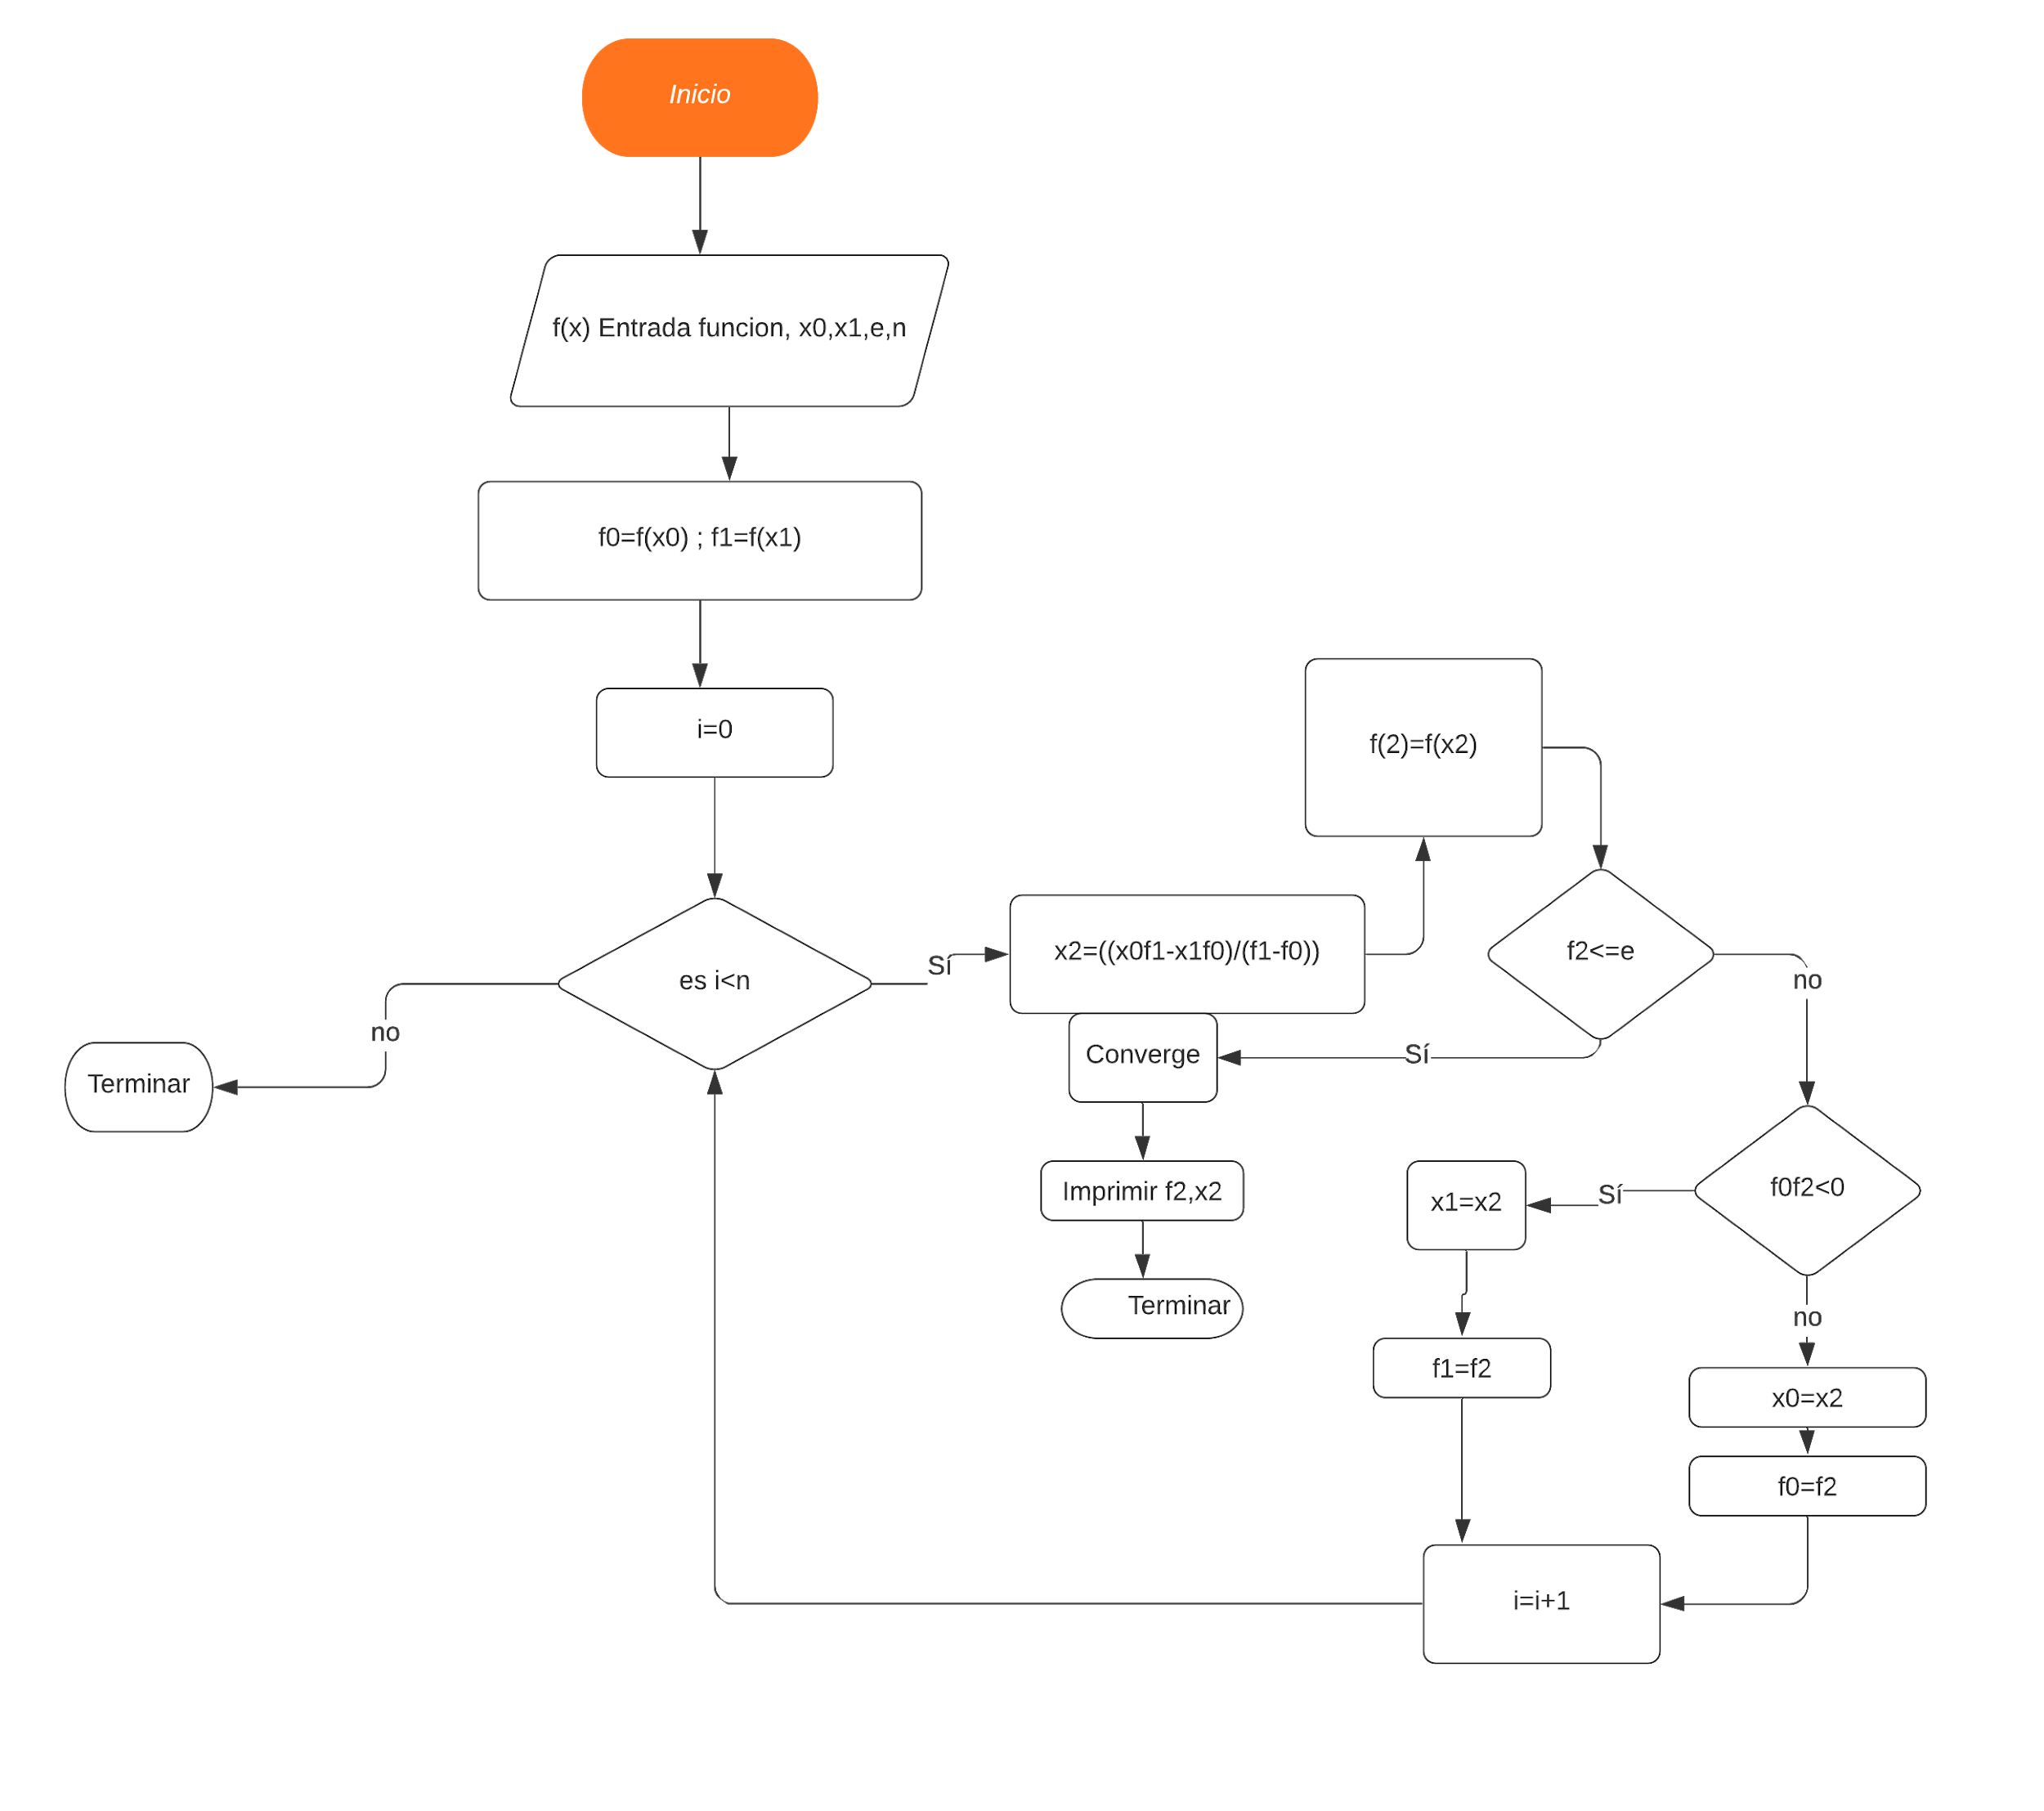 Inicio
f(x) Entrada funcion, x0,x1,e,n
f0=f(x0) ; f1=f(x1)
i=0
es i<n
no
Terminar
Sí
x2=((x0f1-x1f0)/(f1-f0))
f(2)=f(x2)
f2<=e
Sí
Converge
Imprimir f2,x2
Terminar
no
f0f2<0
Sí
x1=x2
f1=f2
no
x0=x2
f0=f2
i=i+1